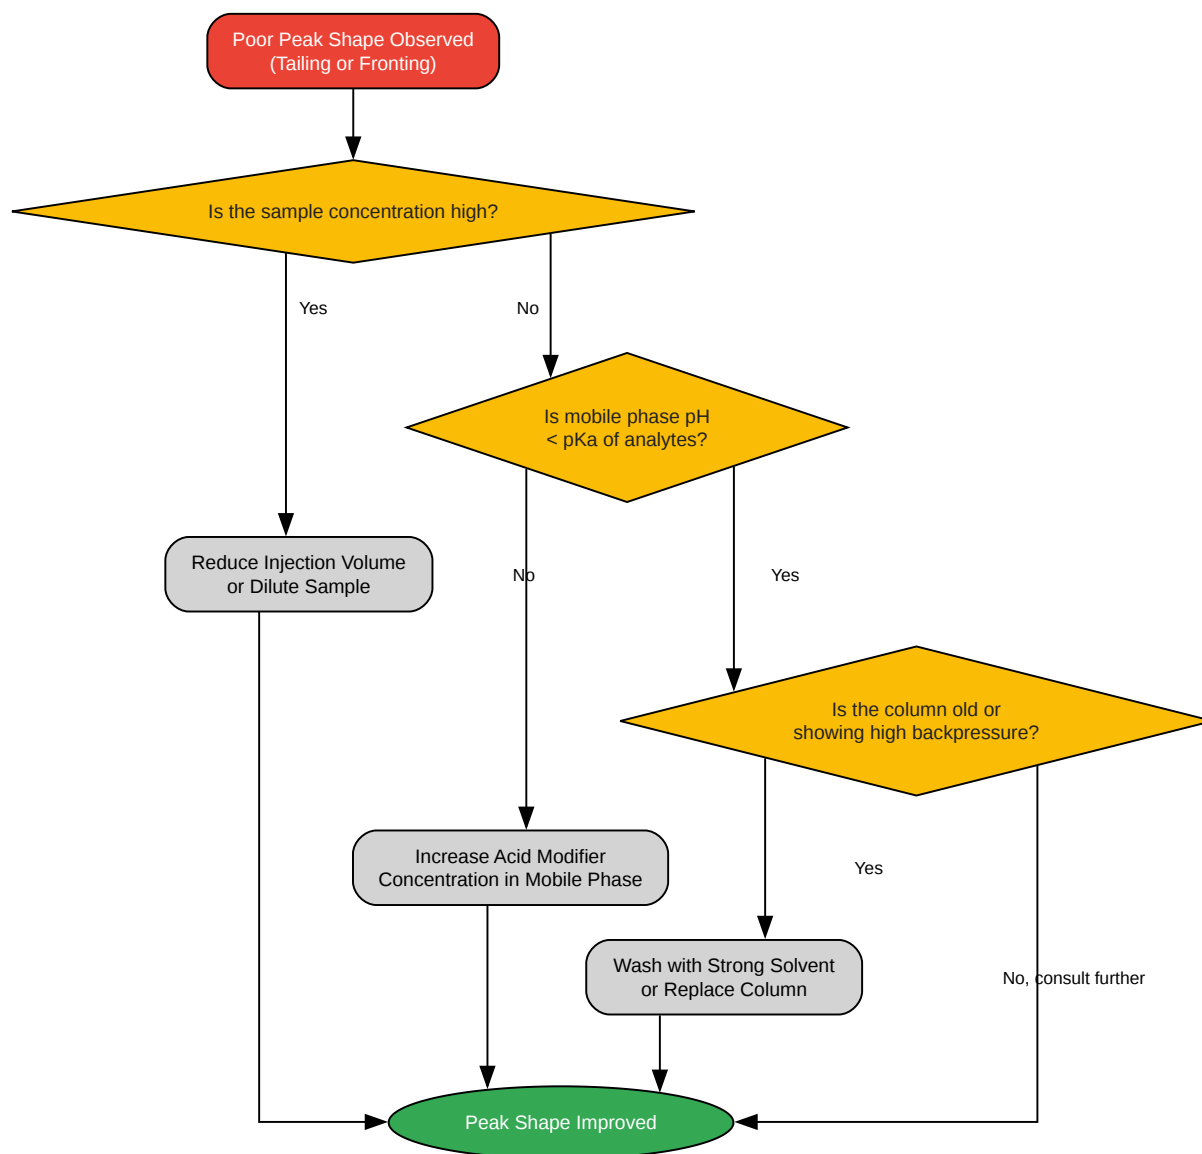 Poor Peak Shape Observed
(Tailing or Fronting)
Is the sample concentration high?
Yes
No
Is mobile phase pH
< pKa of analytes?
Reduce Injection Volume
or Dilute Sample
No
Yes
Is the column old or
showing high backpressure?
Increase Acid Modifier
Concentration in Mobile Phase
Yes
Wash with Strong Solvent
or Replace Column
No, consult further
Peak Shape Improved